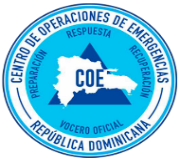 CENTRO DE OPERACIONES DE EMERGENCIAS
PREPARACIÓN
RESPUESTA
RECUPERACIÓN
COE
VOCERO OFICIAL
REPÚBLICA DOMINICANA